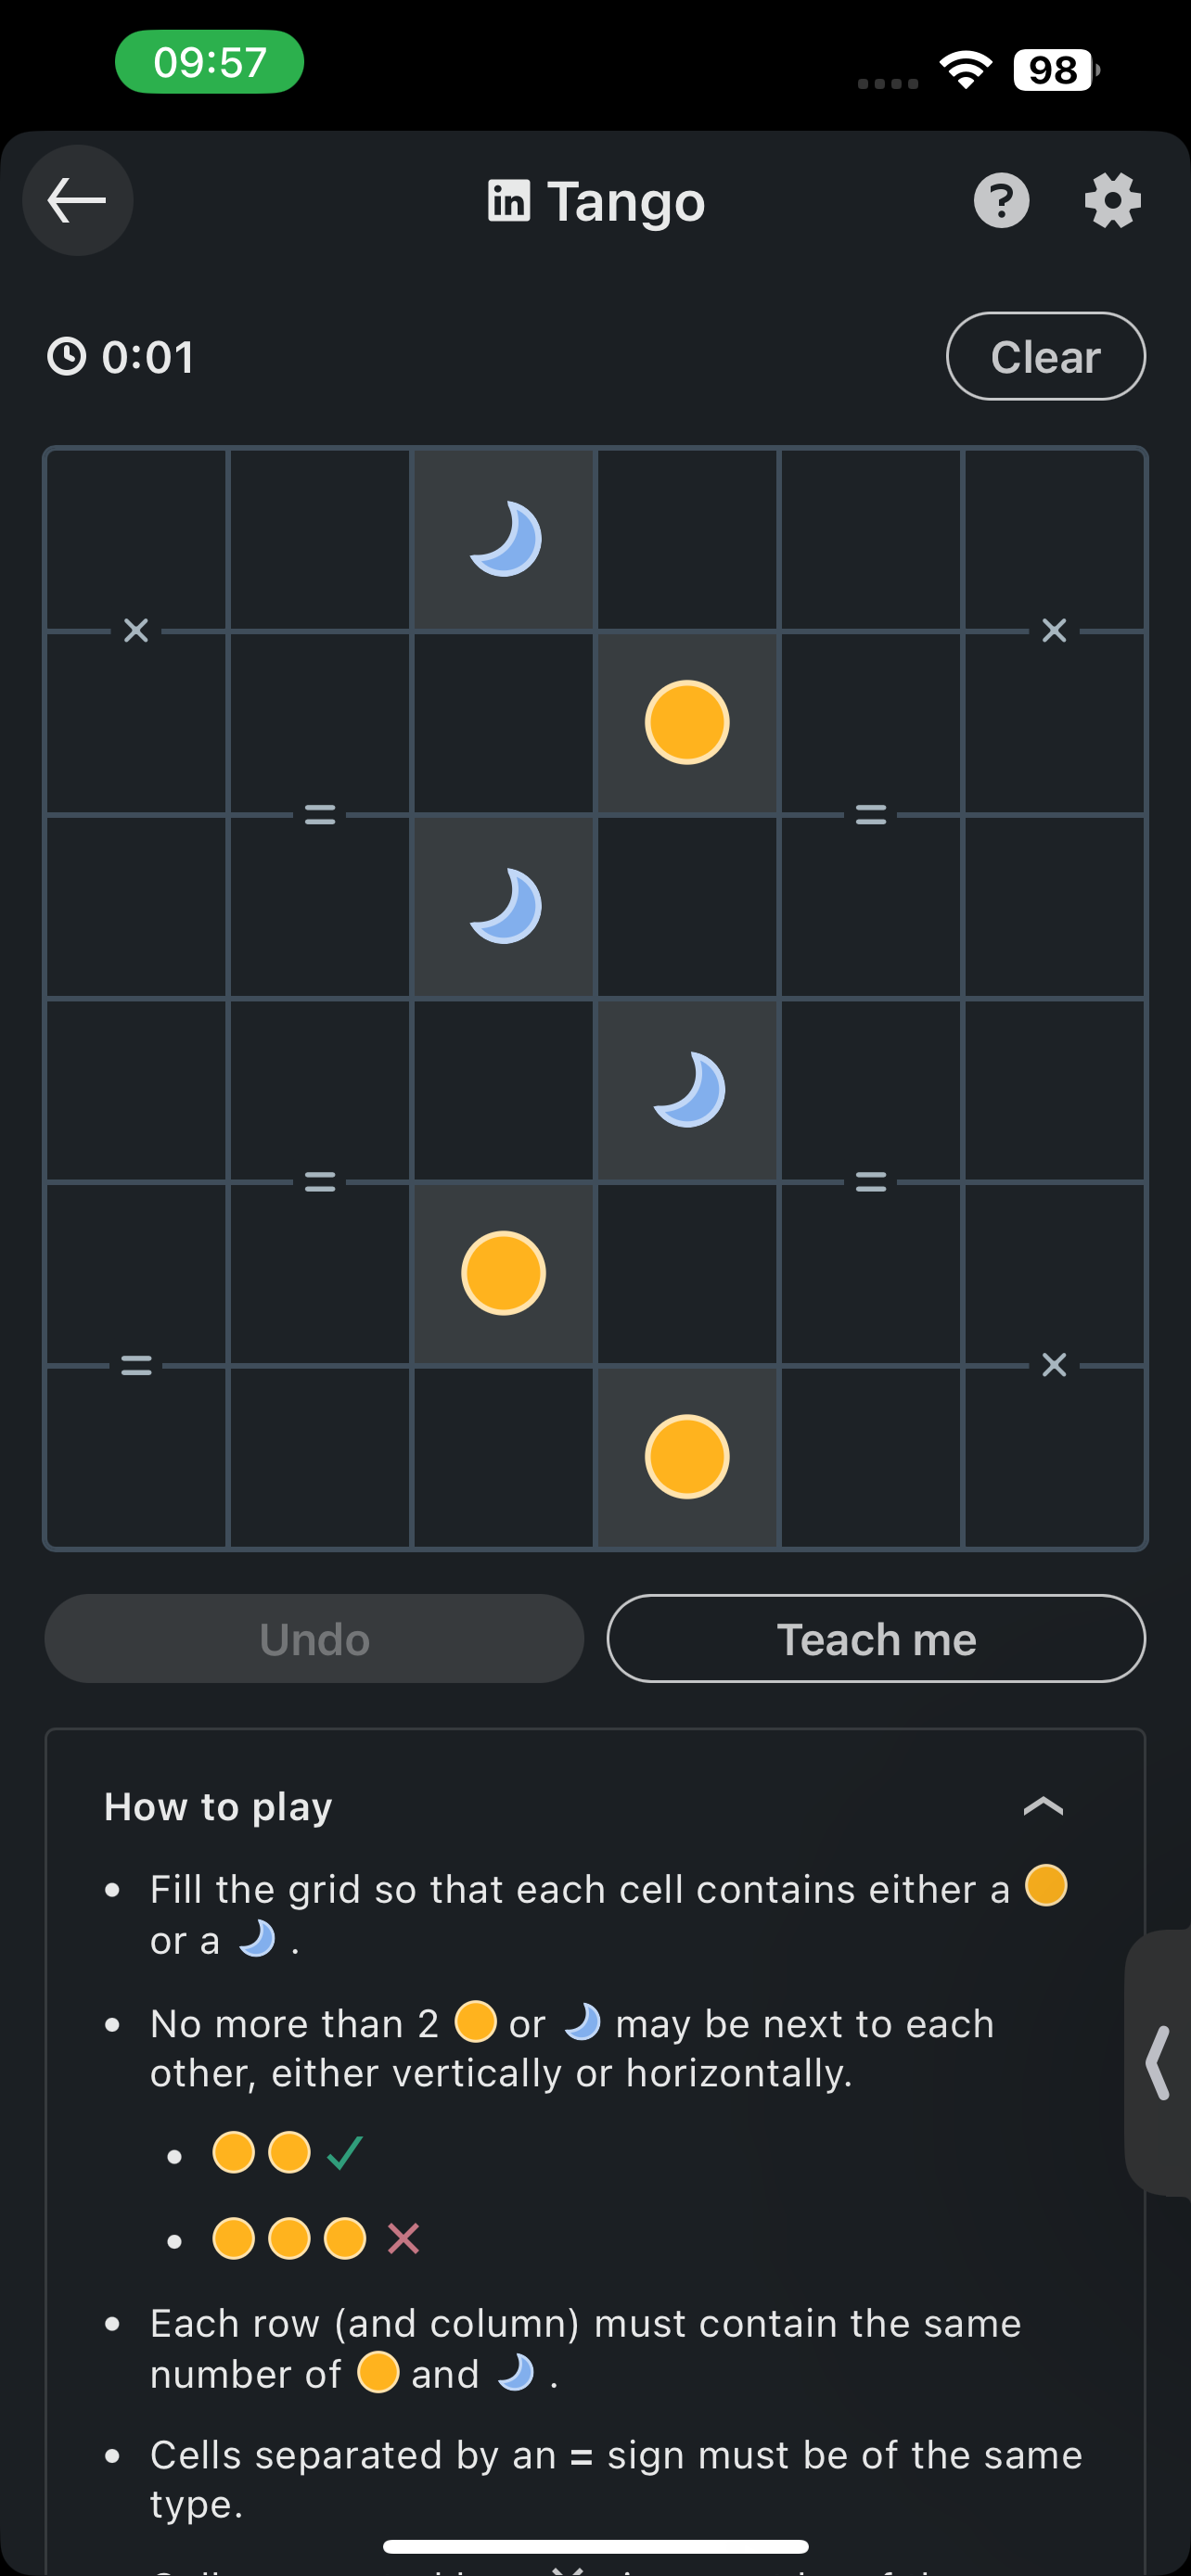 09:57
98
in Tango
?
0:01
Clear
×
×
=
=
=
=
=
×
Undo
Teach me
How to play
• Fill the grid so that each cell contains either a
or a .
• No more than 2 or may be next to each
other, either vertically or horizontally.
•
•
• Each row (and column) must contain the same
number of and .
• Cells separated by an = sign must be of the same
type.